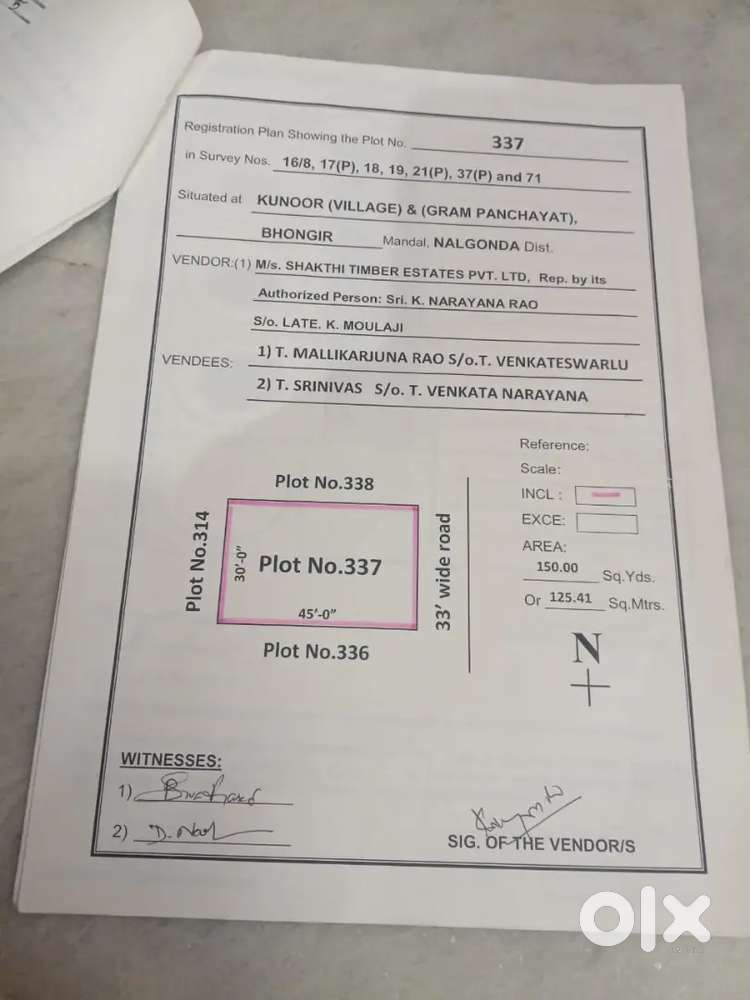 Registration Plan Showing the Plot No. 337
in Survey Nos. 16/8, 17(P), 18, 19, 21(P), 37(P) and 71
Situated at KUNOOR (VILLAGE) & (GRAM PANCHAYAT),
BHONGIR Mandal, NALGONDA Dist.
VENDOR:(1) M/s. SHAKTHI TIMBER ESTATES PVT. LTD, Rep. by its
Authorized Person: Sri. K. NARAYANA RAO
S/o. LATE. K. MOULAJI
VENDEES: 1) T. MALLIKARJUNA RAO S/o.T. VENKATESWARLU
2) T. SRINIVAS S/o. T. VENKATA NARAYANA
Reference:
Scale:
INCL :
EXCE:
AREA:
150.00 Sq.Yds.
Or 125.41 Sq.Mtrs.
N
Plot No.338
Plot No.314
30'-0"
Plot No.337
45'-0"
33' wide road
Plot No.336
WITNESSES:
1)
2)
SIG. OF THE VENDOR/S
olx